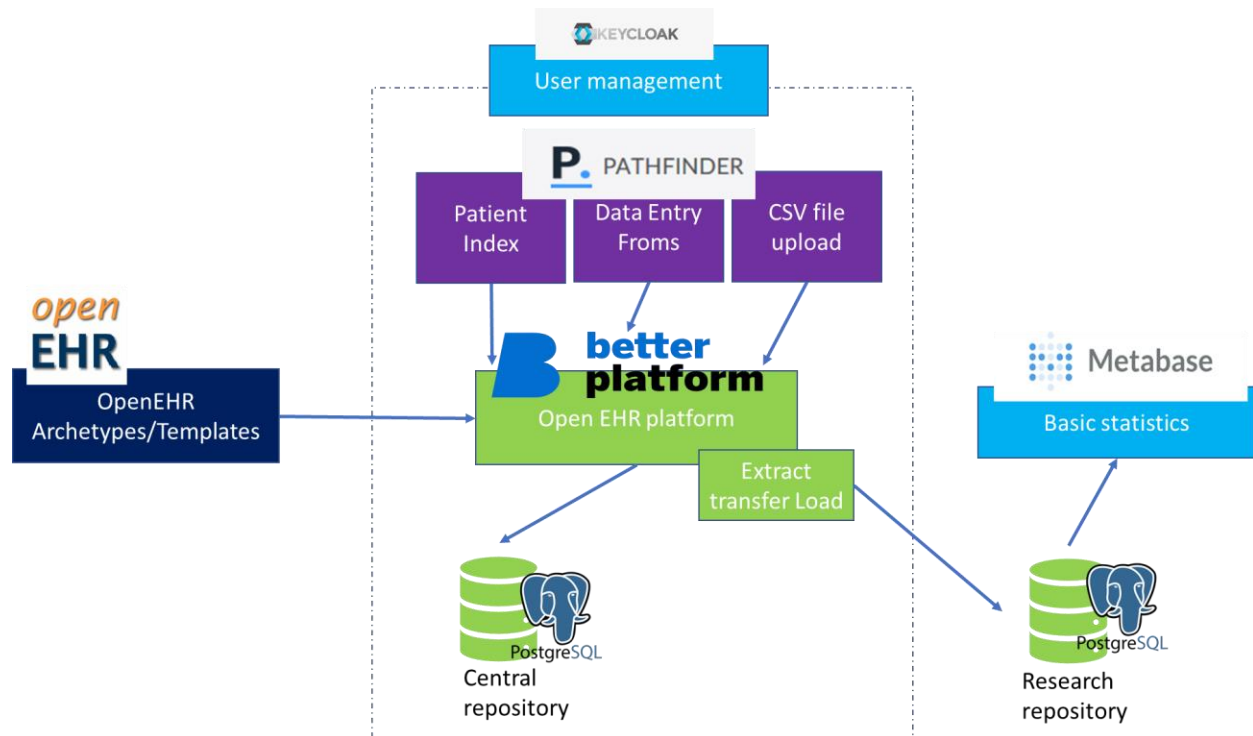 KEYCLOAK
User management
P. PATHFINDER
Patient
Index
Data Entry
Froms
CSV file
upload
open
EHR
OpenEHR
Archetypes/Templates
better
platform
Open EHR platform
Extract
transfer Load
Metabase
Basic statistics
PostgreSQL
Central
repository
PostgreSQL
Research
repository